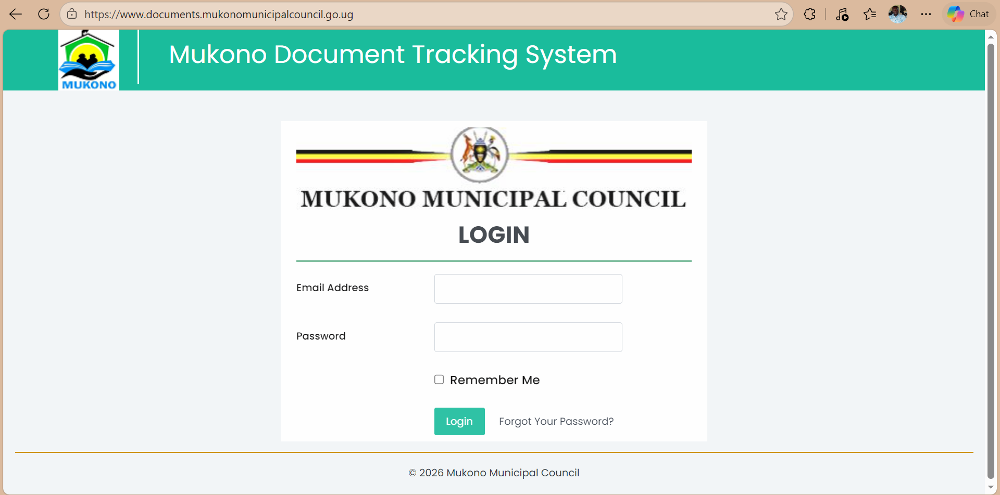 https://www.documents.mukonomunicipalcouncil.go.ug
Chat
MUKONO
Mukono Document Tracking System
MUKONO MUNICIPAL COUNCIL
LOGIN
Email Address
Password
Remember Me
Login
Forgot Your Password?
© 2026 Mukono Municipal Council